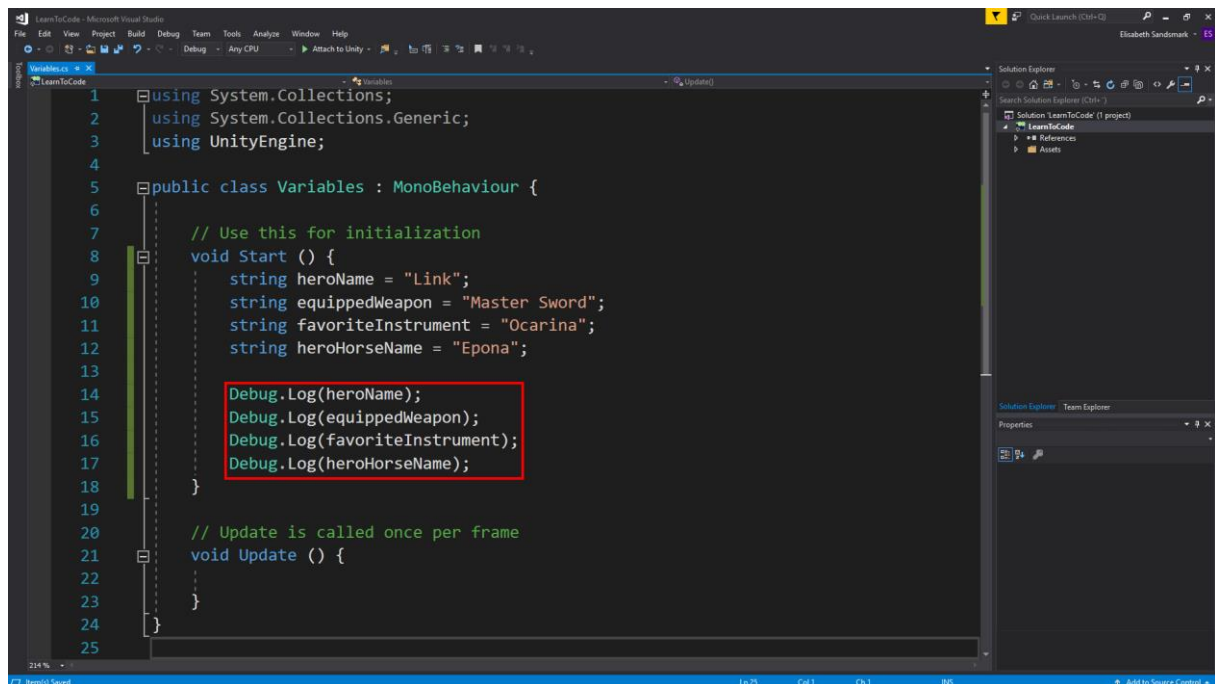 LearnToCode - Microsoft Visual Studio
Quick Launch (Ctrl+Q)
File Edit View Project Build Debug Team Tools Analyze Window Help
Elisabeth Sandsmark ES
Debug Any CPU Attach to Unity
Toolbox
Variables.cs
LearnToCode Variables Update()
1 using System.Collections;
2 using System.Collections.Generic;
3 using UnityEngine;
4
5 public class Variables : MonoBehaviour {
6
7 // Use this for initialization
8 void Start () {
9 string heroName = "Link";
10 string equippedWeapon = "Master Sword";
11 string favoriteInstrument = "Ocarina";
12 string heroHorseName = "Epona";
13
14 Debug.Log(heroName);
15 Debug.Log(equippedWeapon);
16 Debug.Log(favoriteInstrument);
17 Debug.Log(heroHorseName);
18 }
19
20 // Update is called once per frame
21 void Update () {
22
23 }
24 }
25
214 %
Solution Explorer
Search Solution Explorer (Ctrl+¨)
Solution 'LearnToCode' (1 project)
LearnToCode
References
Assets
Solution Explorer Team Explorer
Properties
Item(s) Saved Ln 25 Col 1 Ch 1 INS Add to Source Control